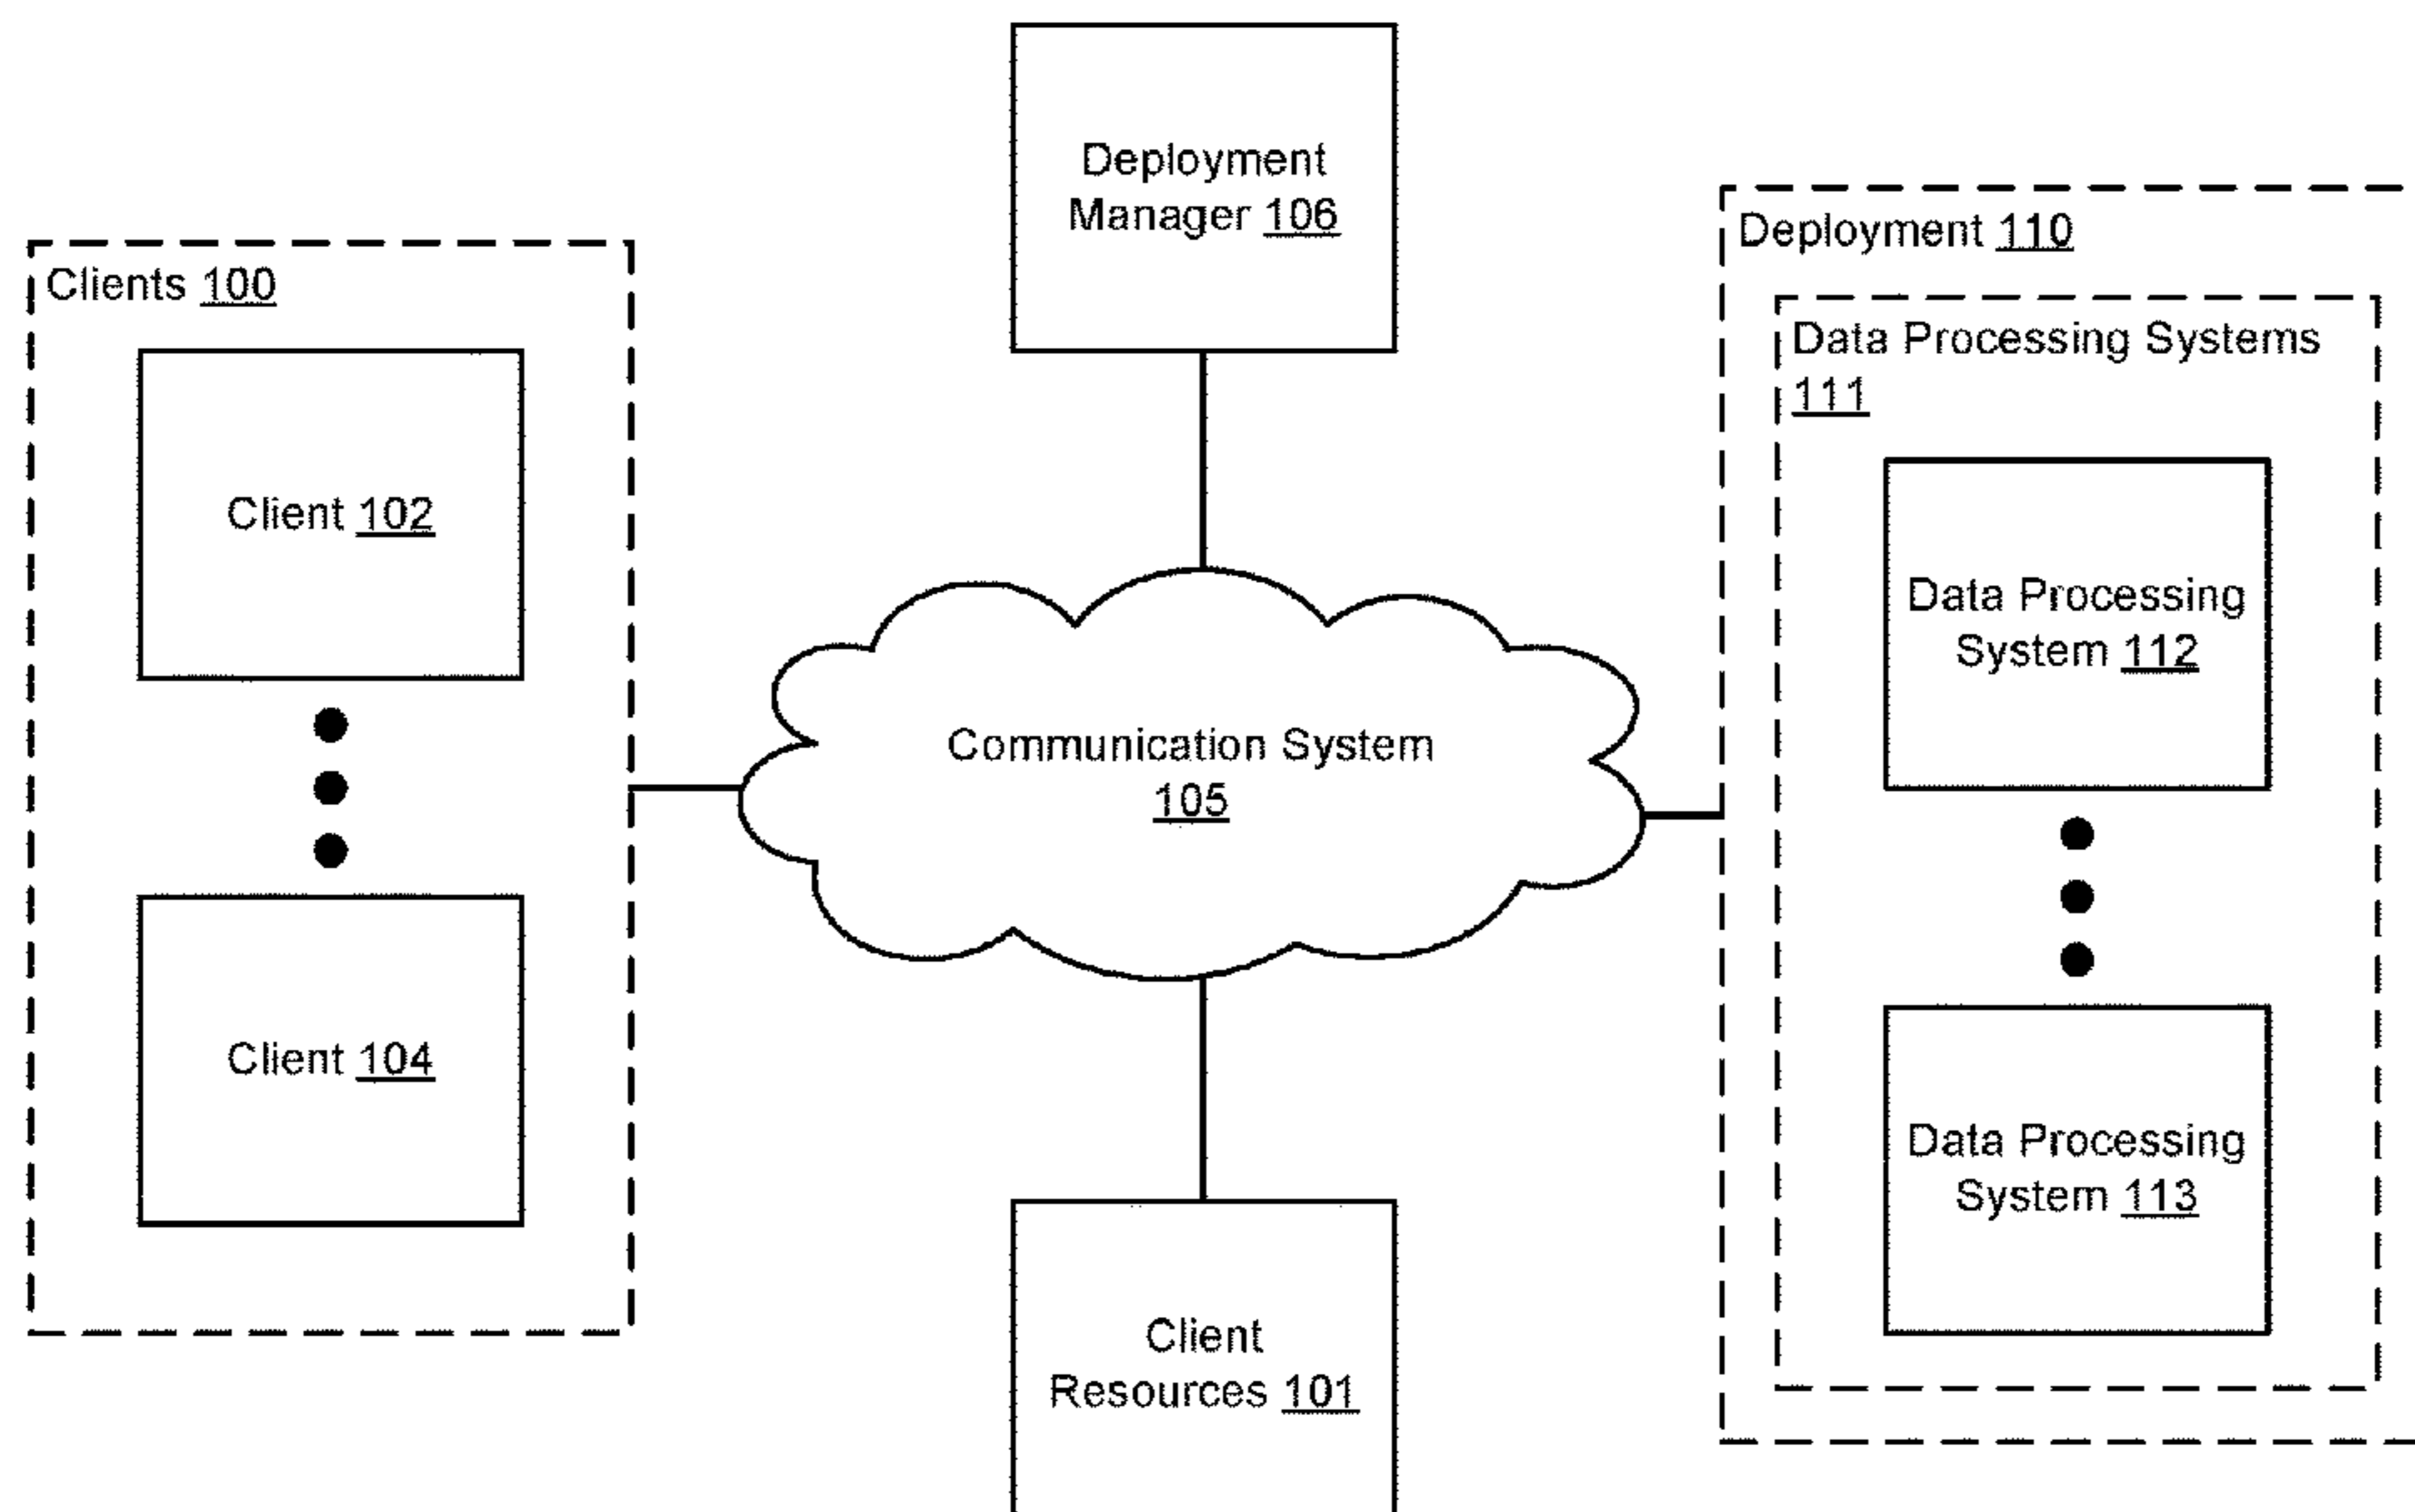 Deployment
Manager 106
Clients 100
Client 102
Client 104
Communication System
105
Client
Resources 101
Deployment 110
Data Processing Systems
111
Data Processing
System 112
Data Processing
System 113